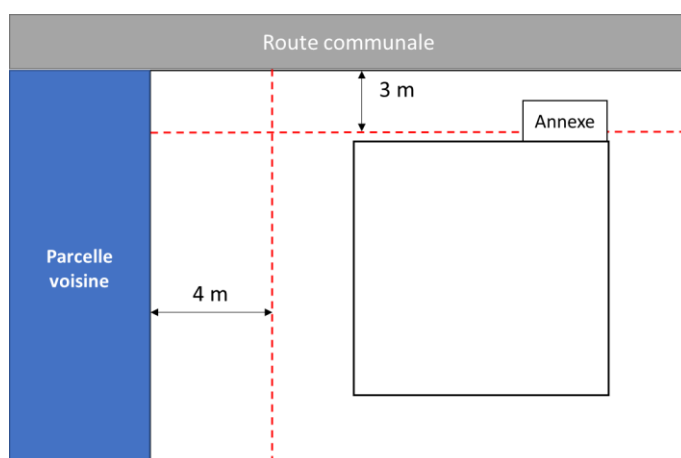 Route communale
3 m
Annexe
Parcelle
voisine
4 m